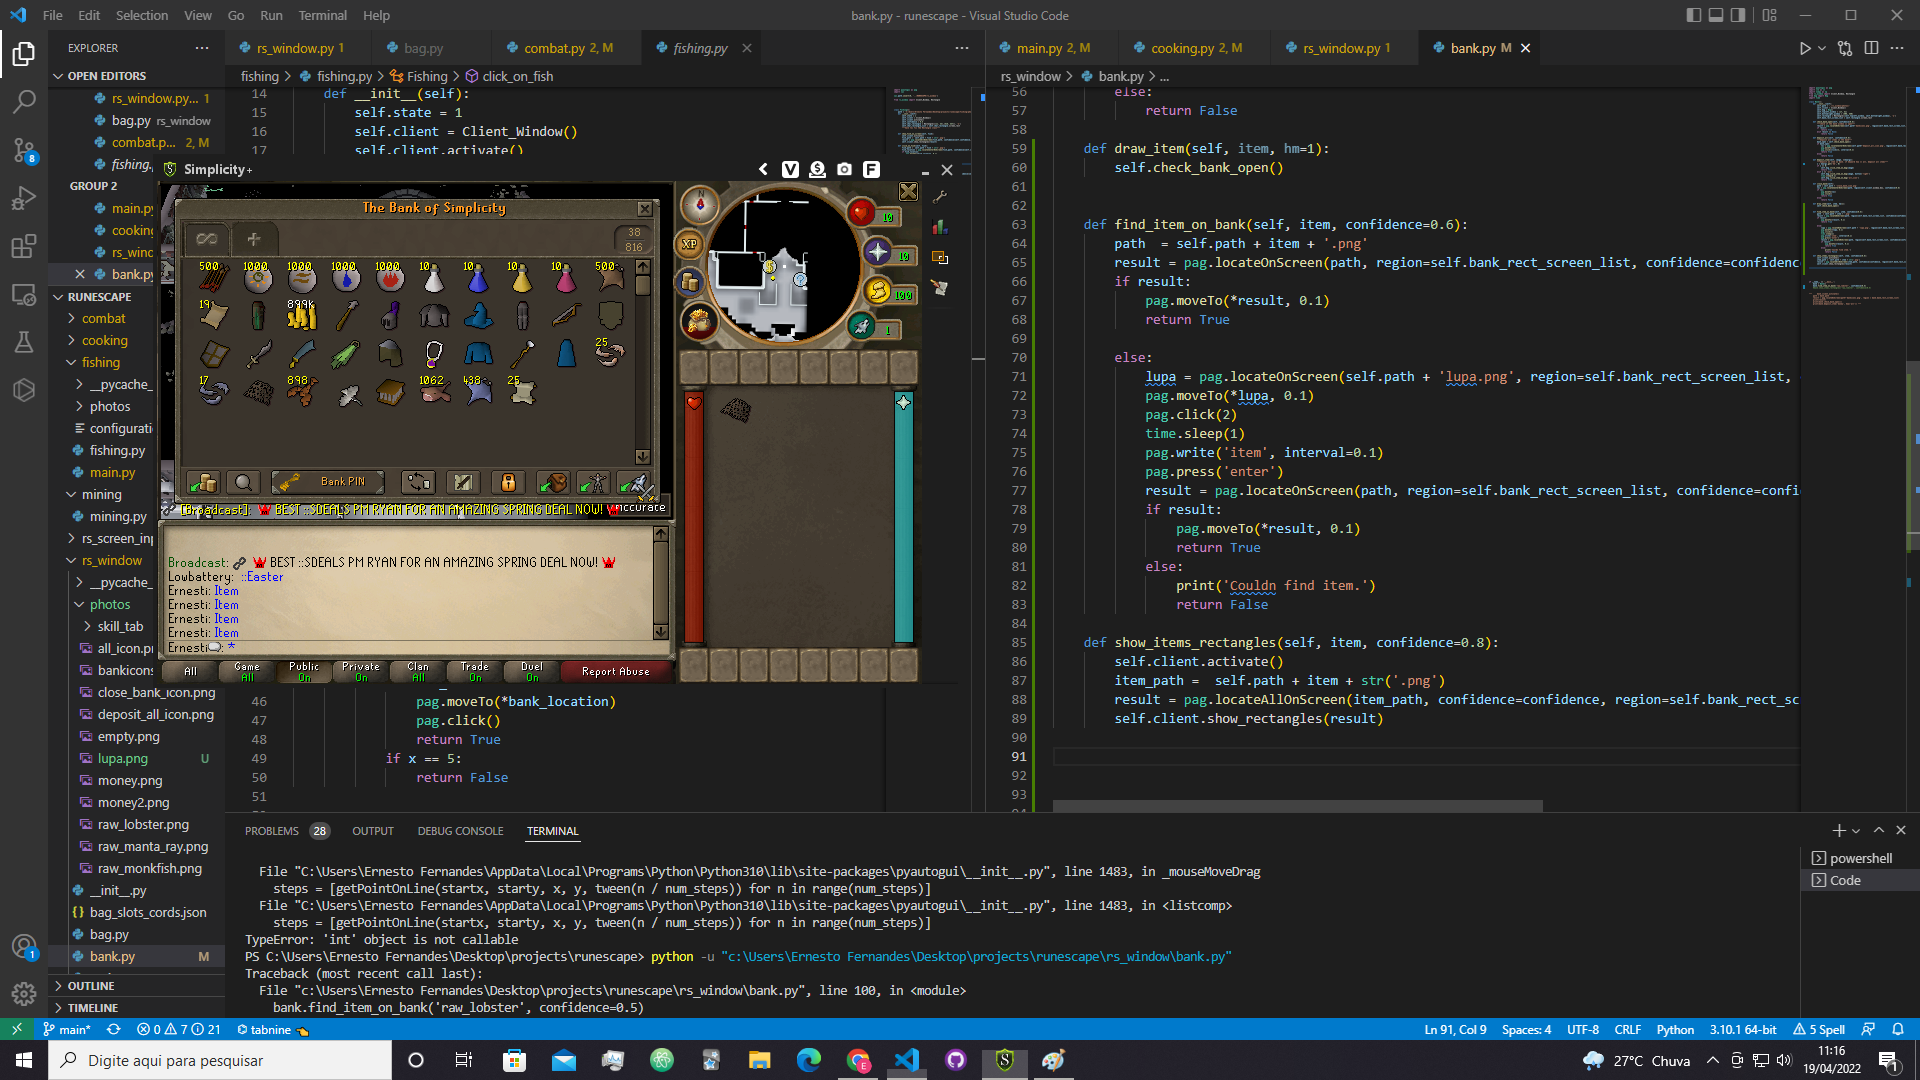 File Edit Selection View Go Run Terminal Help
bank.py - runescape - Visual Studio Code
EXPLORER
OPEN EDITORS
rs_window.py... 1
bag.py rs_window
combat.p... 2, M
fishing.
GROUP 2
main.py
cooking
rs_wind
bank.py
RUNESCAPE
combat
cooking
fishing
__pycache_
photos
configurati
fishing.py
main.py
mining
mining.py
rs_screen_in
rs_window
__pycache_
photos
skill_tab
all_icon.p
bankicons
close_bank_icon.png
deposit_all_icon.png
empty.png
lupa.png U
money.png
money2.png
raw_lobster.png
raw_manta_ray.png
raw_monkfish.png
__init__.py
bag_slots_cords.json
bag.py
bank.py M
OUTLINE
TIMELINE
rs_window.py 1
bag.py
combat.py 2, M
fishing.py
fishing > fishing.py > Fishing > click_on_fish
14 def __init__(self):
15 self.state = 1
16 self.client = Client_Window()
17 self.client.activate()
Simplicity+
V
F
The Bank of Simplicity
38
816
500 1000 1000 1000 1000 10 10 10 10 500
19 899K
25
17 898 1062 438 25
Bank PIN
XP
10
10
100
1
[Broadcast]: BEST ::SDEALS PM RYAN FOR AN AMAZING SPRING DEAL NOW!
Broadcast: BEST ::SDEALS PM RYAN FOR AN AMAZING SPRING DEAL NOW!
Lowbattery: ::Easter
Ernesti: Item
Ernesti: Item
Ernesti: Item
Ernesti: Item
Ernesti: *
All
Game All
Public On
Private On
Clan All
Trade On
Duel On
Report Abuse
46 pag.moveTo(*bank_location)
47 pag.click()
48 return True
49 if x == 5:
50 return False
51
main.py 2, M
cooking.py 2, M
rs_window.py 1
bank.py M
rs_window > bank.py > ...
56 else:
57 return False
58
59 def draw_item(self, item, hm=1):
60 self.check_bank_open()
61
62
63 def find_item_on_bank(self, item, confidence=0.6):
64 path = self.path + item + '.png'
65 result = pag.locateOnScreen(path, region=self.bank_rect_screen_list, confidence=confidence
66 if result:
67 pag.moveTo(*result, 0.1)
68 return True
69
70 else:
71 lupa = pag.locateOnScreen(self.path + 'lupa.png', region=self.bank_rect_screen_list,
72 pag.moveTo(*lupa, 0.1)
73 pag.click(2)
74 time.sleep(1)
75 pag.write('item', interval=0.1)
76 pag.press('enter')
77 result = pag.locateOnScreen(path, region=self.bank_rect_screen_list, confidence=confi
78 if result:
79 pag.moveTo(*result, 0.1)
80 return True
81 else:
82 print('Couldn find item.')
83 return False
84
85 def show_items_rectangles(self, item, confidence=0.8):
86 self.client.activate()
87 item_path = self.path + item + str('.png')
88 result = pag.locateAllOnScreen(item_path, confidence=confidence, region=self.bank_rect_sc
89 self.client.show_rectangles(result)
90
91
92
93
PROBLEMS 28 OUTPUT DEBUG CONSOLE TERMINAL
powershell
Code
File "C:\Users\Ernesto Fernandes\AppData\Local\Programs\Python\Python310\lib\site-packages\pyautogui\__init__.py", line 1483, in _mouseMoveDrag
steps = [getPointOnLine(startx, starty, x, y, tween(n / num_steps)) for n in range(num_steps)]
File "C:\Users\Ernesto Fernandes\AppData\Local\Programs\Python\Python310\lib\site-packages\pyautogui\__init__.py", line 1483, in <listcomp>
steps = [getPointOnLine(startx, starty, x, y, tween(n / num_steps)) for n in range(num_steps)]
TypeError: 'int' object is not callable
PS C:\Users\Ernesto Fernandes\Desktop\projects\runescape> python -u "c:\Users\Ernesto Fernandes\Desktop\projects\runescape\rs_window\bank.py"
Traceback (most recent call last):
File "c:\Users\Ernesto Fernandes\Desktop\projects\runescape\rs_window\bank.py", line 100, in <module>
bank.find_item_on_bank('raw_lobster', confidence=0.5)
main* 0 7 21 tabnine
Ln 91, Col 9 Spaces: 4 UTF-8 CRLF Python 3.10.1 64-bit 5 Spell
Digite aqui para pesquisar
27°C Chuva
11:16
19/04/2022